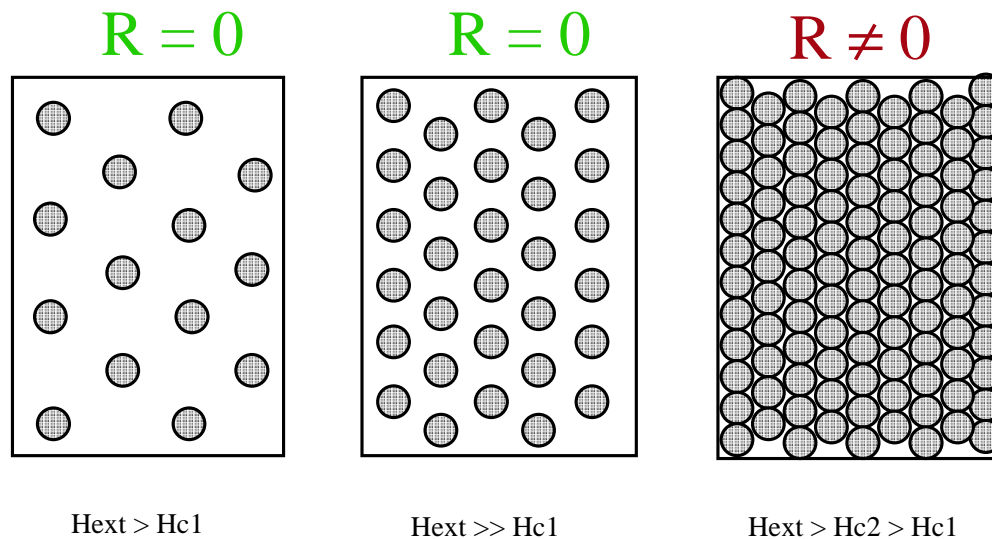 R = 0
R = 0
R ≠ 0
Hext > Hc1
Hext >> Hc1
Hext > Hc2 > Hc1